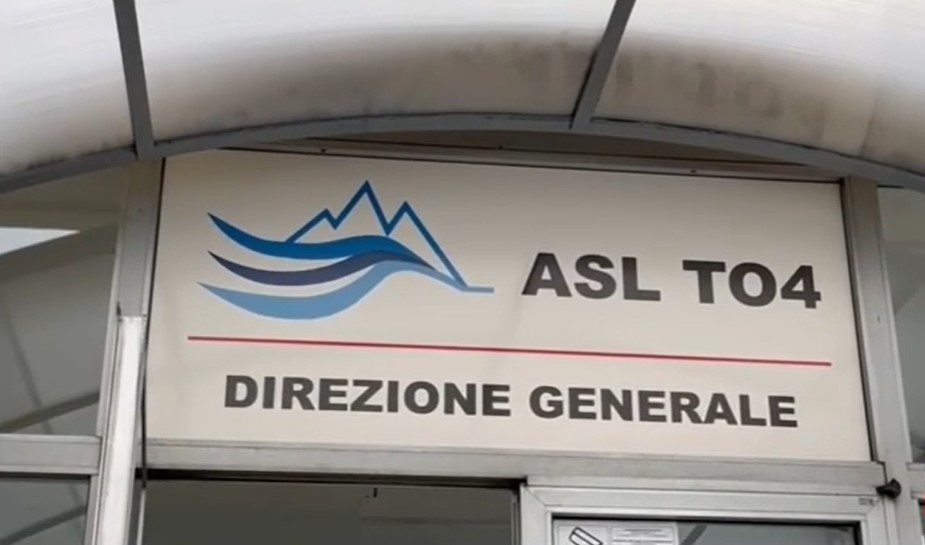 ASL TO4
DIREZIONE GENERALE